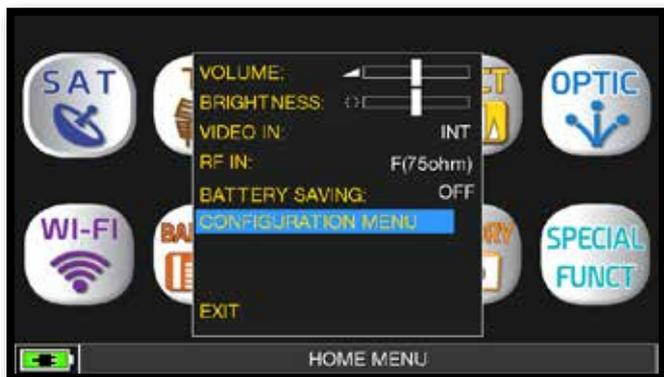 SAT
OPTIC
VOLUME:
BRIGHTNESS:
VIDEO IN: INT
RF IN: F(75ohm)
BATTERY SAVING: OFF
CONFIGURATION MENU
EXIT
WI-FI
SPECIAL
FUNCT
HOME MENU